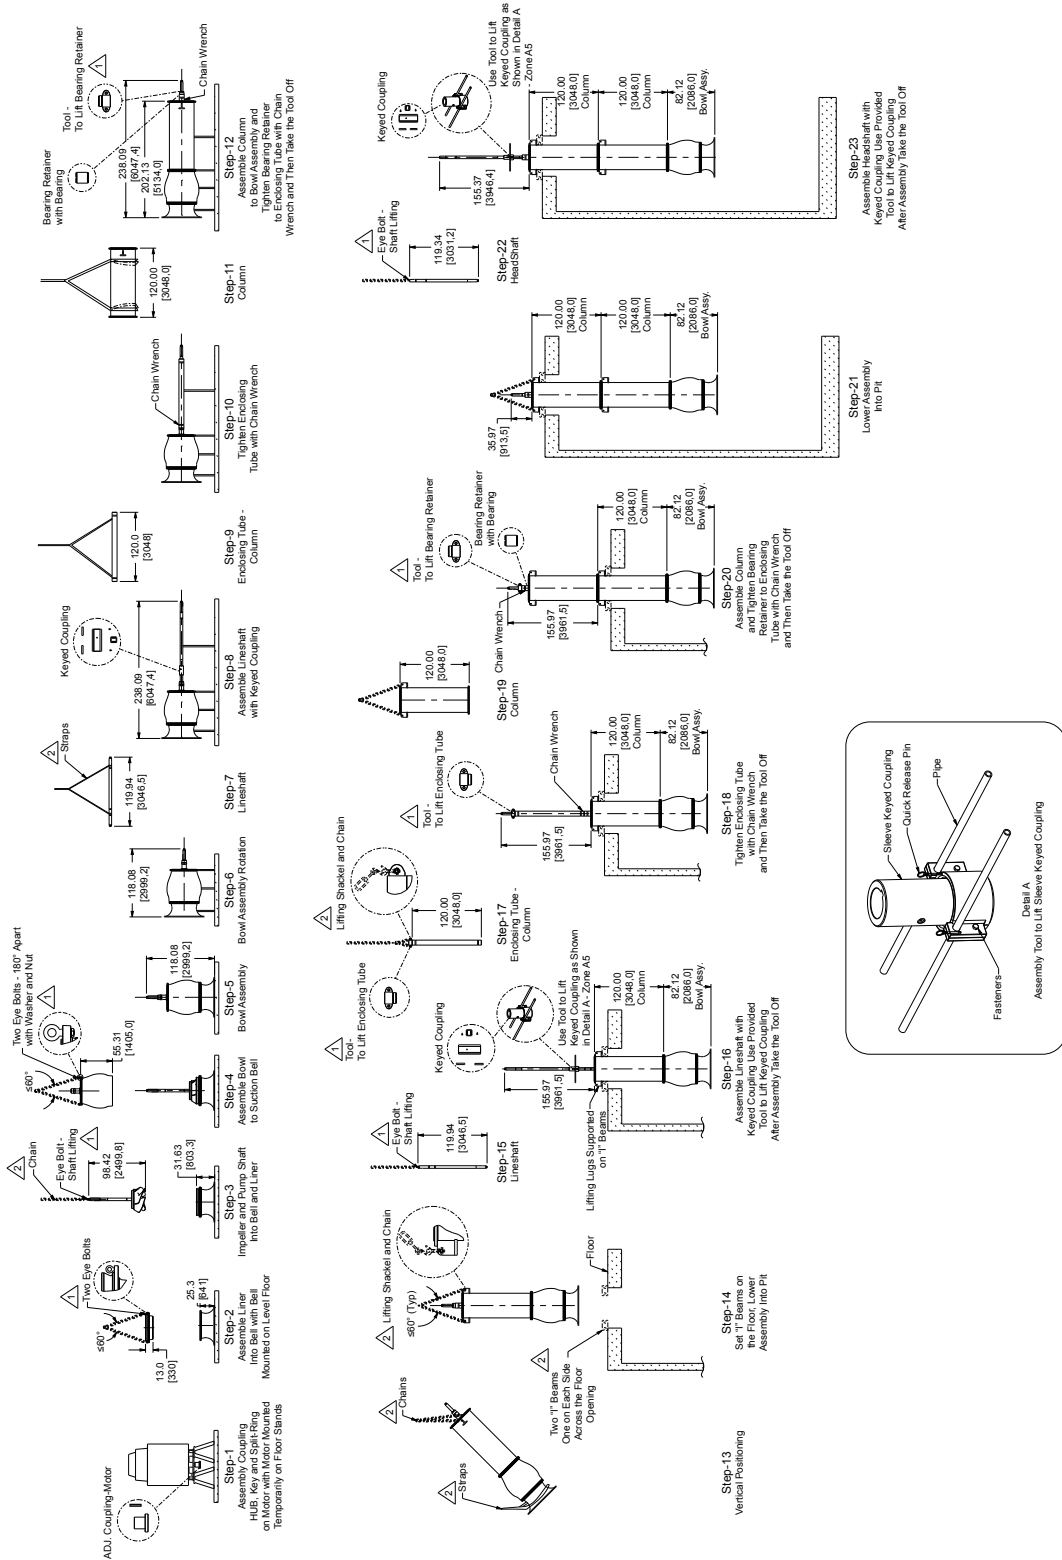 ADJ. Coupling-Motor
Step-1
Assembly Coupling
HUB, Key and Split-Ring
on Motor with Motor Mounted
Temporarily on Floor Stands
1
Two Eye Bolts
≤60°
13.0
[330]
25.3
[641]
Step-2
Assemble Liner
Into Bell with Bell
Mounted on Level Floor
2
Chain
Eye Bolt -
Shaft Lifting
1
98.42
[2499,8]
31.63
[803,3]
Step-3
Impeller and Pump Shaft
Into Bell and Liner
≤60°
Two Eye Bolts - 180° Apart
with Washer and Nut
1
55.31
[1405,0]
Step-4
Assemble Bowl
to Suction Bell
118.08
[2999,2]
Step-5
Bowl Assembly
118.08
[2999,2]
Step-6
Bowl Assembly Rotation
2
Straps
119.94
[3046,5]
Step-7
Lineshaft
Keyed Coupling
238.09
[6047,4]
Step-8
Assemble Lineshaft
with Keyed Coupling
120.0
[3048]
Step-9
Enclosing Tube -
Column
Chain Wrench
Step-10
Tighten Enclosing
Tube with Chain Wrench
120.00
[3048,0]
Step-11
Column
Bearing Retainer
with Bearing
Tool -
To Lift Bearing Retainer
1
238.09
[6047,4]
202.13
[5134,0]
Chain Wrench
Step-12
Assemble Column
to Bowl Assembly and
Tighten Bearing Retainer
to Enclosing Tube with Chain
Wrench and Then Take the Tool Off
2
Straps
2
Chains
Step-13
Vertical Positioning
2
Lifting Shackel and Chain
≤60° (Typ)
2
Two "I" Beams
One on Each Side
Across the Floor
Opening
Floor
Step-14
Set "I" Beams on
the Floor, Lower
Assembly Into Pit
1
Eye Bolt -
Shaft Lifting
119.94
[3046,5]
Step-15
Lineshaft
Lifting Lugs Supported
on "I" Beams
Keyed Coupling
155.97
[3961,5]
Use Tool to Lift
Keyed Coupling as Shown
in Detail A - Zone A5
120.00
[3048,0]
Column
82.12
[2086,0]
Bowl Assy.
Step-16
Assemble Lineshaft with
Keyed Coupling Use Provided
Tool to Lift Keyed Coupling
After Assembly Take the Tool Off
1
Tool-
To Lift Enclosing Tube
2
Lifting Shackel and Chain
120.00
[3048,0]
Step-17
Enclosing Tube -
Column
1
Tool -
To Lift Enclosing Tube
155.97
[3961,5]
Chain Wrench
120.00
[3048,0]
Column
82.12
[2086,0]
Bowl Assy.
Step-18
Tighten Enclosing Tube
with Chain Wrench
and Then Take the Tool Off
120.00
[3048,0]
Step-19
Column
1
Tool -
To Lift Bearing Retainer
Bearing Retainer
with Bearing
Chain Wrench
155.97
[3961,5]
120.00
[3048,0]
Column
82.12
[2086,0]
Bowl Assy.
Step-20
Assemble Column
and Tighten Bearing
Retainer to Enclosing
Tube with Chain Wrench
and Then Take the Tool Off
35.97
[913,5]
120.00
[3048,0]
Column
120.00
[3048,0]
Column
82.12
[2086,0]
Bowl Assy.
Step-21
Lower Assembly
Into Pit
1
Eye Bolt -
Shaft Lifting
119.34
[3031,2]
Step-22
HeadShaft
Keyed Coupling
155.37
[3946,4]
Use Tool to Lift
Keyed Coupling as
Shown in Detail A
- Zone A5
120.00
[3048,0]
Column
120.00
[3048,0]
Column
82.12
[2086,0]
Bowl Assy.
Step-23
Assemble Headshaft with
Keyed Coupling Use Provided
Tool to Lift Keyed Coupling
After Assembly Take the Tool Off
Sleeve Keyed Coupling
Quick Release Pin
Pipe
Fasteners
Detail A
Assembly Tool to Lift Sleeve Keyed Coupling